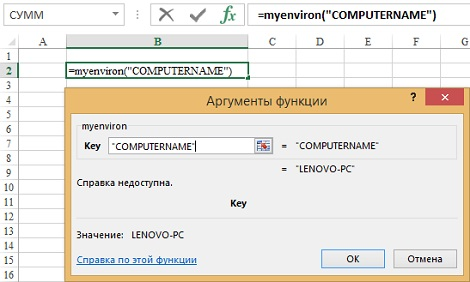 СУММ =myenviron("COMPUTERNAME")
A B C D E F G
1
2 =myenviron("COMPUTERNAME")
3
4 Аргументы функции ?
5
6 myenviron
7 Key "COMPUTERNAME" = "COMPUTERNAME"
8
9 = "LENOVO-PC"
10 Справка недоступна.
11 Key
12
13
14 Значение: LENOVO-PC
15 Справка по этой функции ОК Отмена
16